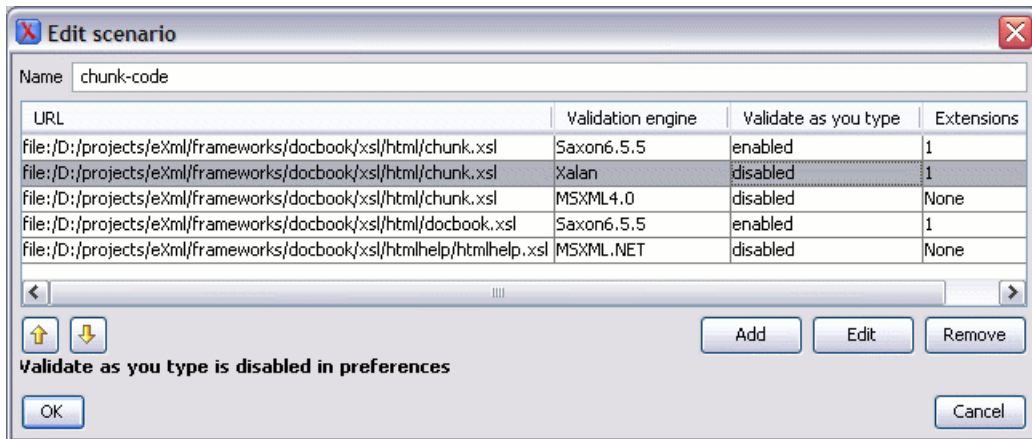 Edit scenario
Name chunk-code
URL Validation engine Validate as you type Extensions
file:/D:/projects/eXml/frameworks/docbook/xsl/html/chunk.xsl Saxon6.5.5 enabled 1
file:/D:/projects/eXml/frameworks/docbook/xsl/html/chunk.xsl Xalan disabled 1
file:/D:/projects/eXml/frameworks/docbook/xsl/html/chunk.xsl MSXML4.0 disabled None
file:/D:/projects/eXml/frameworks/docbook/xsl/html/docbook.xsl Saxon6.5.5 enabled 1
file:/D:/projects/eXml/frameworks/docbook/xsl/htmlhelp/htmlhelp.xsl MSXML.NET disabled None
Add Edit Remove
Validate as you type is disabled in preferences
OK Cancel